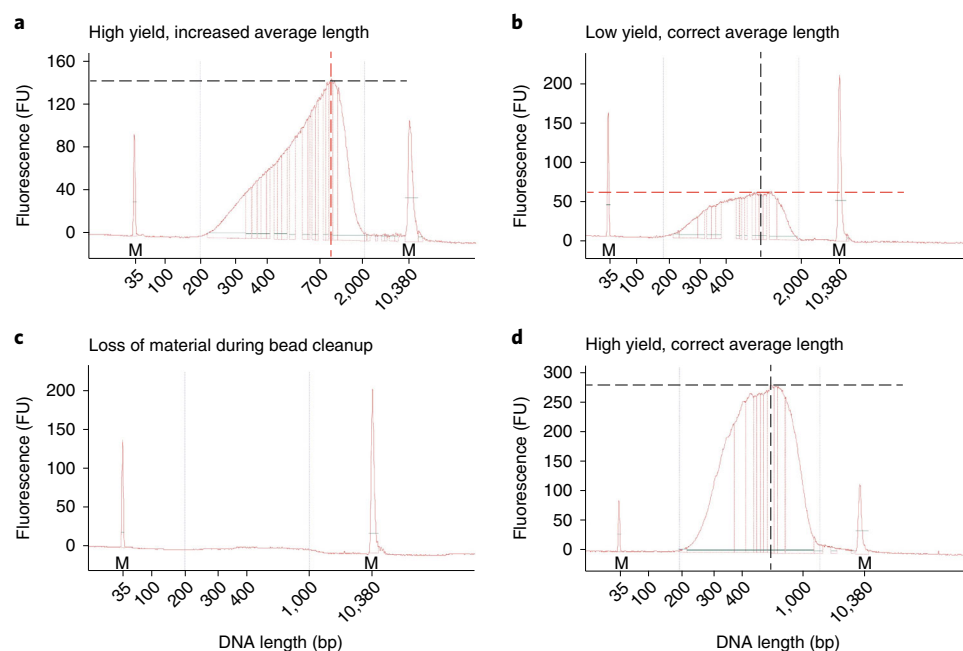 a
High yield, increased average length
Fluorescence (FU)
160
120
80
40
0
M
M
35
100
200
300
400
700
2,000
10,380
b
Low yield, correct average length
Fluorescence (FU)
200
150
100
50
0
M
M
35
100
200
300
400
2,000
10,380
c
Loss of material during bead cleanup
Fluorescence (FU)
200
150
100
50
0
M
M
35
100
200
300
400
1,000
10,380
DNA length (bp)
d
High yield, correct average length
Fluorescence (FU)
300
250
200
150
100
50
0
M
M
35
100
200
300
400
1,000
10,380
DNA length (bp)